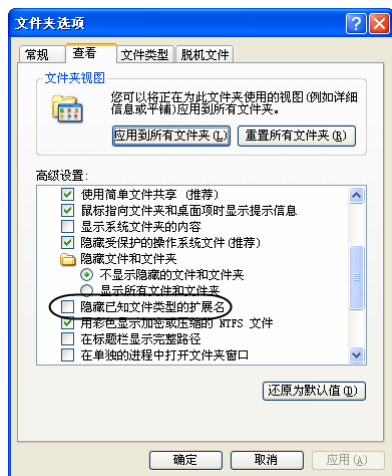 文件夹选项
常规 查看 文件类型 脱机文件
文件夹视图
您可以将正在为此文件夹使用的视图(例如详细
信息或平铺)应用到所有文件夹。
应用到所有文件夹(L) 重置所有文件夹(R)
高级设置:
使用简单文件共享 (推荐)
鼠标指向文件夹和桌面项时显示提示信息
显示系统文件夹的内容
隐藏受保护的操作系统文件(推荐)
隐藏文件和文件夹
不显示隐藏的文件和文件夹
显示所有文件和文件夹
隐藏已知文件类型的扩展名
用彩色显示加密或压缩的 NTFS 文件
在标题栏显示完整路径
在单独的进程中打开文件夹窗口
还原为默认值(D)
确定 取消 应用(A)